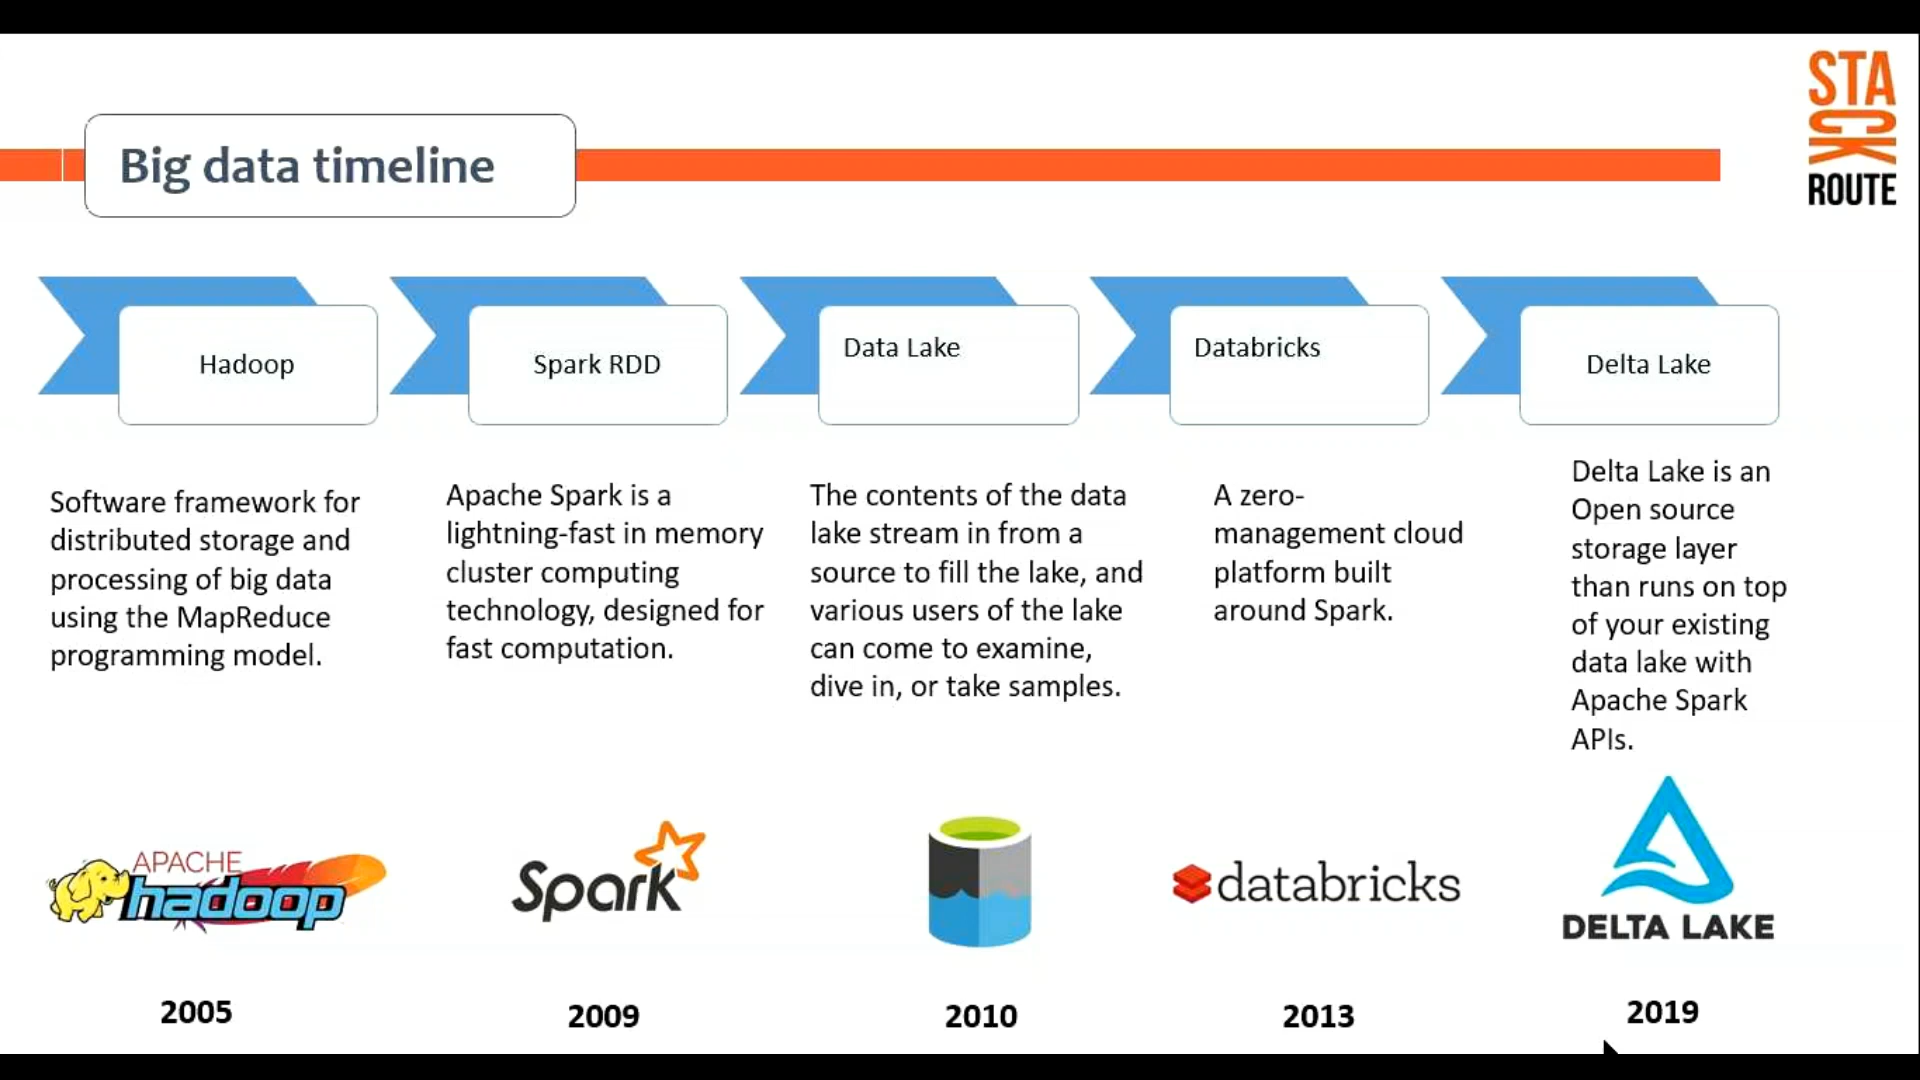 STA
CK
ROUTE
Big data timeline
Hadoop
Spark RDD
Data Lake
Databricks
Delta Lake
Software framework for
distributed storage and
processing of big data
using the MapReduce
programming model.
Apache Spark is a
lightning-fast in memory
cluster computing
technology, designed for
fast computation.
The contents of the data
lake stream in from a
source to fill the lake, and
various users of the lake
can come to examine,
dive in, or take samples.
A zero-
management cloud
platform built
around Spark.
Delta Lake is an
Open source
storage layer
than runs on top
of your existing
data lake with
Apache Spark
APIs.
APACHE
hadoop
Spark
databricks
DELTA LAKE
2005
2009
2010
2013
2019